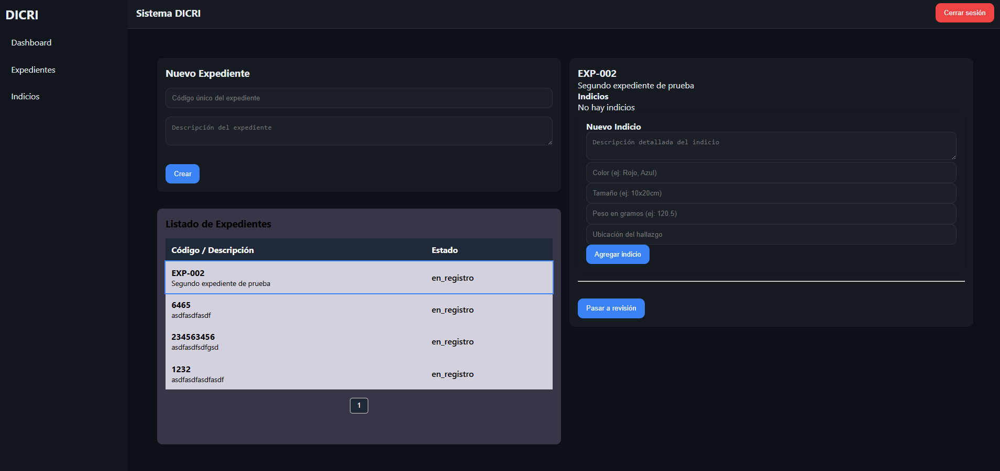 DICRI
Dashboard
Expedientes
Indicios
Sistema DICRI
Cerrar sesión
Nuevo Expediente
Código único del expediente
Descripción del expediente
Crear
Listado de Expedientes
Código / Descripción Estado
EXP-002
Segundo expediente de prueba
en_registro
6465
asdfasdfasdf
en_registro
234563456
asdfasdfsdfgsd
en_registro
1232
asdfasdfasdfasdf
en_registro
1
EXP-002
Segundo expediente de prueba
Indicios
No hay indicios
Nuevo Indicio
Descripción detallada del indicio
Color (ej: Rojo, Azul)
Tamaño (ej: 10x20cm)
Peso en gramos (ej: 120.5)
Ubicación del hallazgo
Agregar indicio
Pasar a revisión